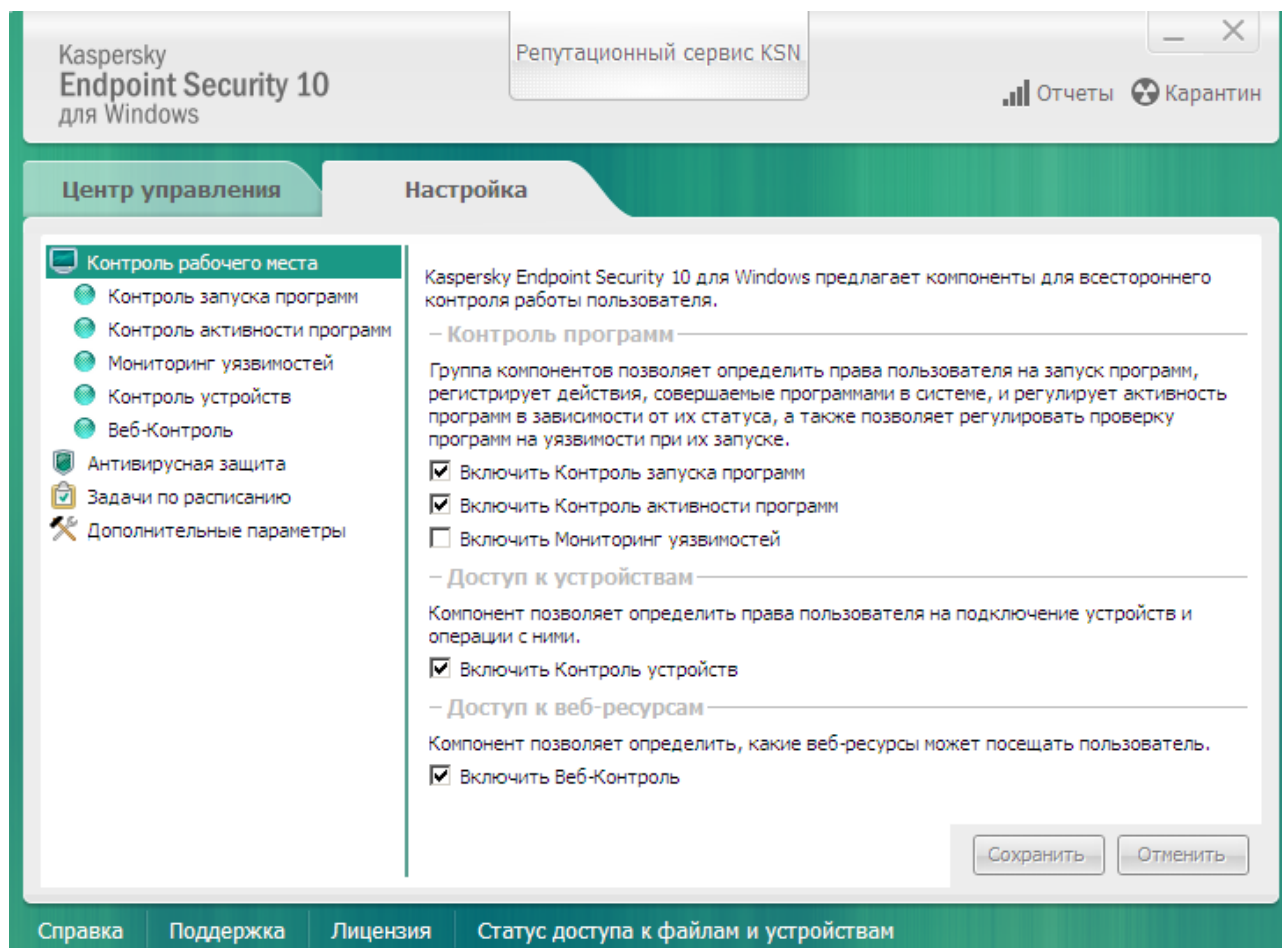 Kaspersky
Endpoint Security 10
для Windows
Репутационный сервис KSN
Отчеты
Карантин
Центр управления
Настройка
Контроль рабочего места
Контроль запуска программ
Контроль активности программ
Мониторинг уязвимостей
Контроль устройств
Веб-Контроль
Антивирусная защита
Задачи по расписанию
Дополнительные параметры
Kaspersky Endpoint Security 10 для Windows предлагает компоненты для всестороннего
контроля работы пользователя.
Контроль программ
Группа компонентов позволяет определить права пользователя на запуск программ,
регистрирует действия, совершаемые программами в системе, и регулирует активность
программ в зависимости от их статуса, а также позволяет регулировать проверку
программ на уязвимости при их запуске.
Включить Контроль запуска программ
Включить Контроль активности программ
Включить Мониторинг уязвимостей
Доступ к устройствам
Компонент позволяет определить права пользователя на подключение устройств и
операции с ними.
Включить Контроль устройств
Доступ к веб-ресурсам
Компонент позволяет определить, какие веб-ресурсы может посещать пользователь.
Включить Веб-Контроль
Сохранить
Отменить
Справка
Поддержка
Лицензия
Статус доступа к файлам и устройствам